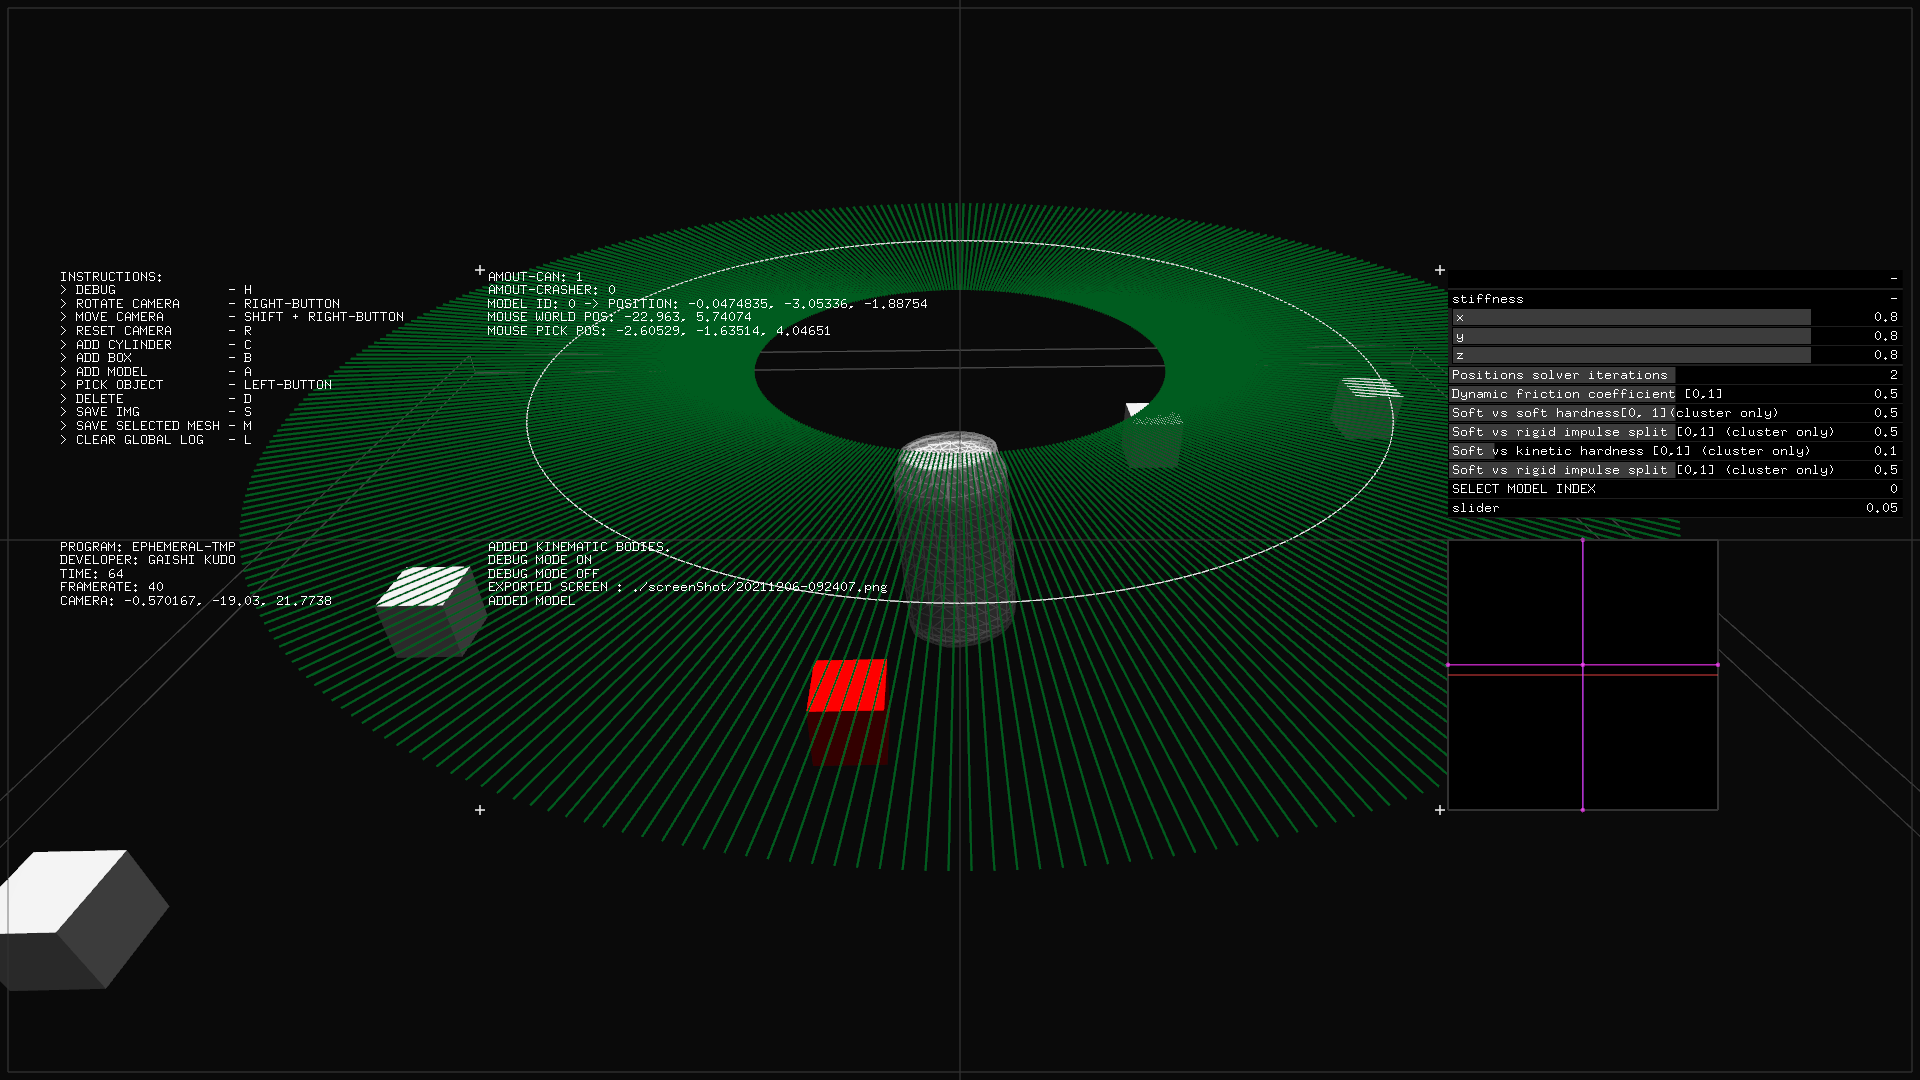 INSTRUCTIONS:
> DEBUG - H
> ROTATE CAMERA - RIGHT-BUTTON
> MOVE CAMERA - SHIFT + RIGHT-BUTTON
> RESET CAMERA - R
> ADD CYLINDER - C
> ADD BOX - B
> ADD MODEL - A
> PICK OBJECT - LEFT-BUTTON
> DELETE - D
> SAVE IMG - S
> SAVE SELECTED MESH - M
> CLEAR GLOBAL LOG - L
AMOUT-CAN: 1
AMOUT-CRASHER: 0
MODEL ID: 0 -> POSITION: -0.0474835, -3.05336, -1.88754
MOUSE WORLD POS: -22.963, 5.74074
MOUSE PICK POS: -2.60529, -1.63514, 4.04651
-
stiffness -
x 0.8
y 0.8
z 0.8
Positions solver iterations 2
Dynamic friction coefficient [0,1] 0.5
Soft vs soft hardness[0, 1](cluster only) 0.5
Soft vs rigid impulse split [0,1] (cluster only) 0.5
Soft vs kinetic hardness [0,1] (cluster only) 0.1
Soft vs rigid impulse split [0,1] (cluster only) 0.5
SELECT MODEL INDEX 0
slider 0.05
PROGRAM: EPHEMERAL-TMP
DEVELOPER: GAISHI KUDO
TIME: 64
FRAMERATE: 40
CAMERA: -0.570167, -19.03, 21.7738
ADDED KINEMATIC BODIES.
DEBUG MODE ON
DEBUG MODE OFF
EXPORTED SCREEN : ./screenShot/20211206-092407.png
ADDED MODEL